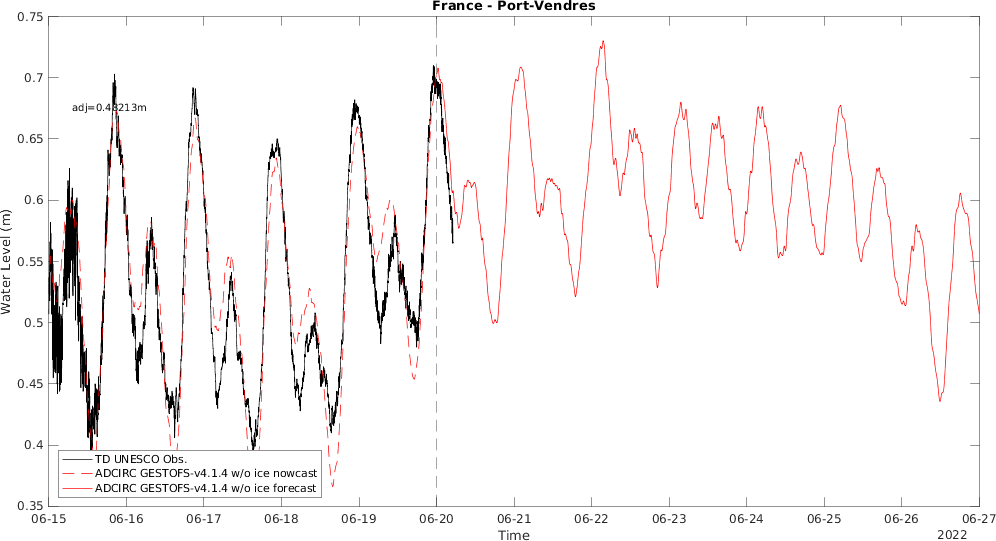 France - Port-Vendres
0.75
0.7
0.65
0.6
0.55
0.5
0.45
0.4
0.35
Water Level (m)
adj=0.48213m
TD UNESCO Obs.
ADCIRC GESTOFS-v4.1.4 w/o ice nowcast
ADCIRC GESTOFS-v4.1.4 w/o ice forecast
06-15 06-16 06-17 06-18 06-19 06-20 06-21 06-22 06-23 06-24 06-25 06-26 06-27
Time
2022